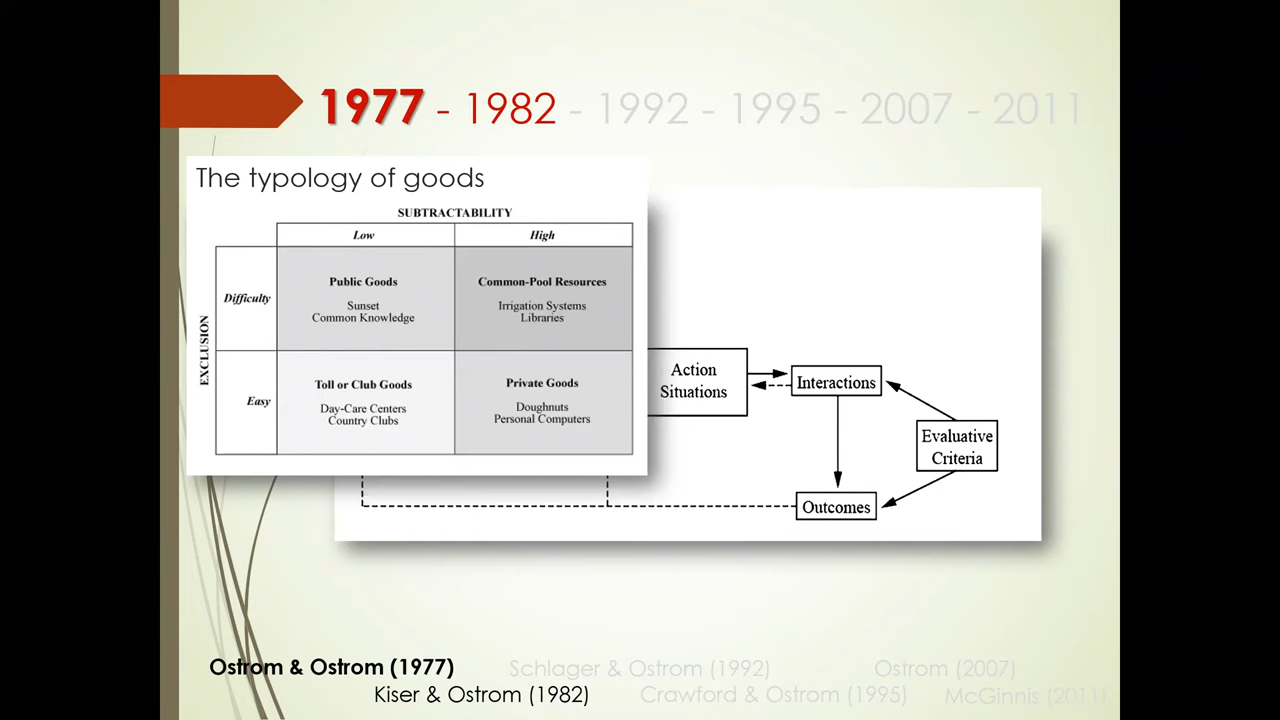 1977 - 1982 - 1992 - 1995 - 2007 - 2011
The typology of goods
SUBTRACTABILITY
Low High
EXCLUSION
Difficulty
Public Goods
Sunset
Common Knowledge
Common-Pool Resources
Irrigation Systems
Libraries
Easy
Toll or Club Goods
Day-Care Centers
Country Clubs
Private Goods
Doughnuts
Personal Computers
Action
Situations
Interactions
Evaluative
Criteria
Outcomes
Ostrom & Ostrom (1977) Schlager & Ostrom (1992) Ostrom (2007)
Kiser & Ostrom (1982) Crawford & Ostrom (1995) McGinnis (2011)